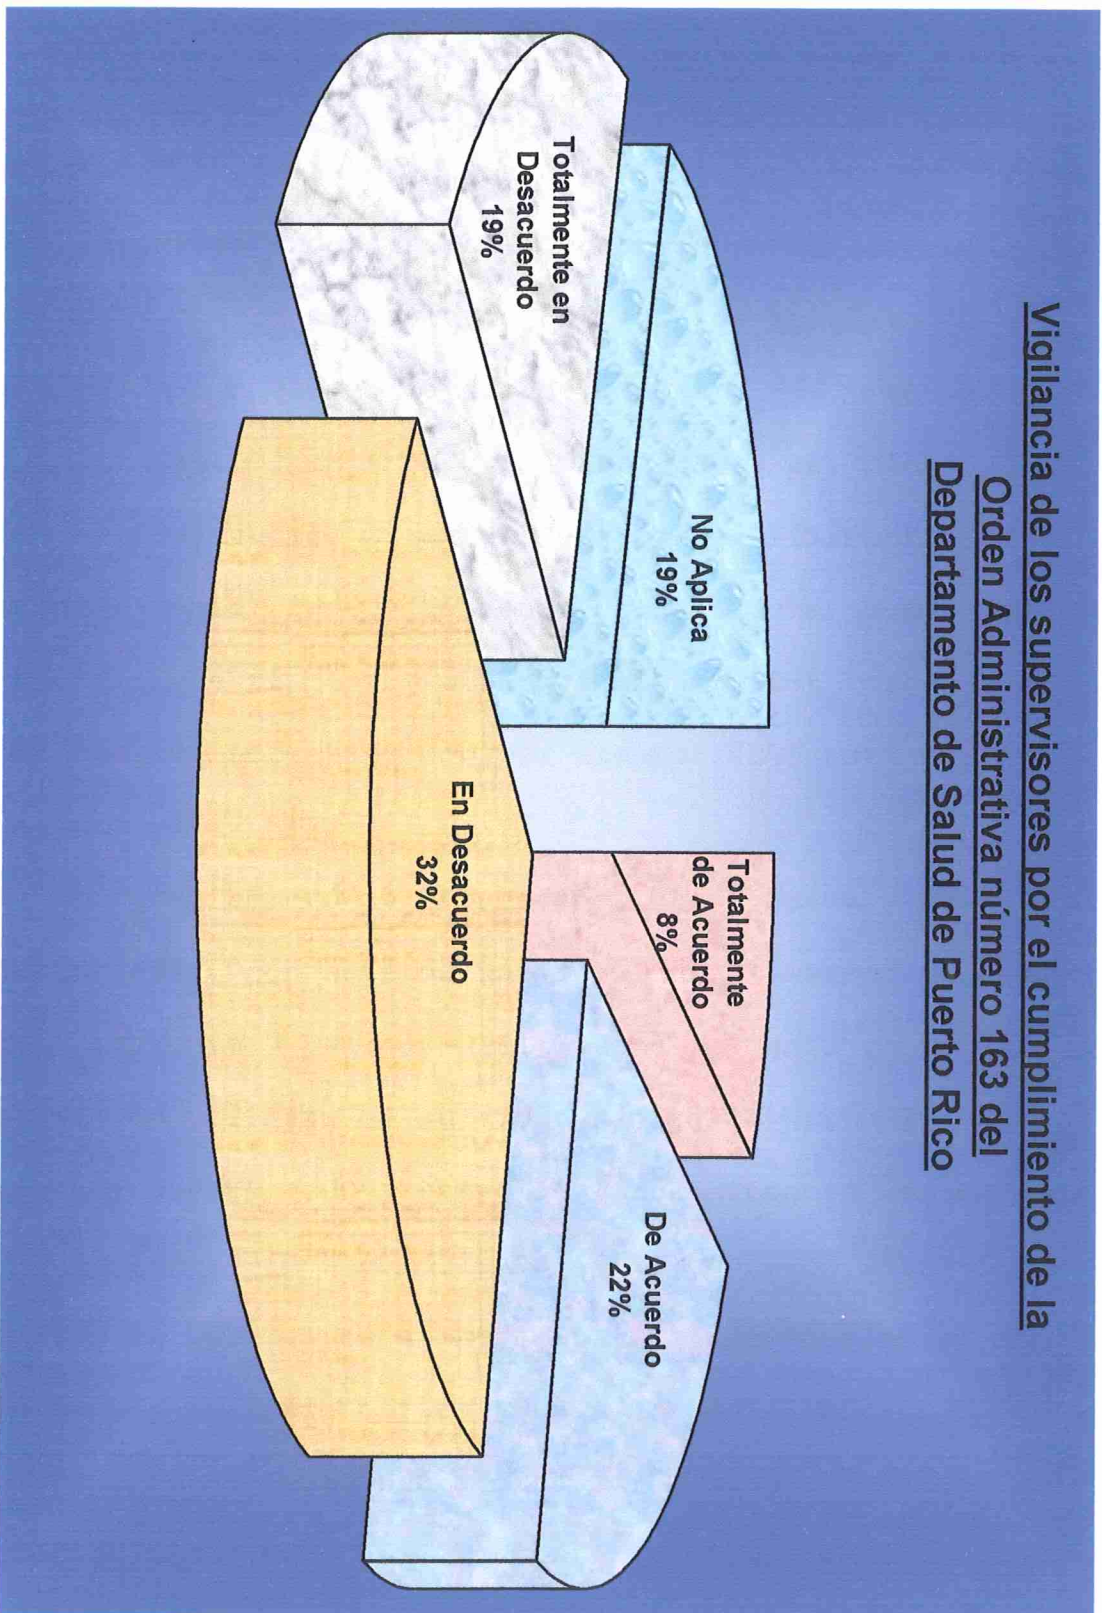 Vigilancia de los supervisores por el cumplimiento de la
Orden Administrativa número 163 del
Departamento de Salud de Puerto Rico
Totalmente
de Acuerdo
8%
No Aplica
19%
De Acuerdo
22%
Totalmente en
Desacuerdo
19%
En Desacuerdo
32%